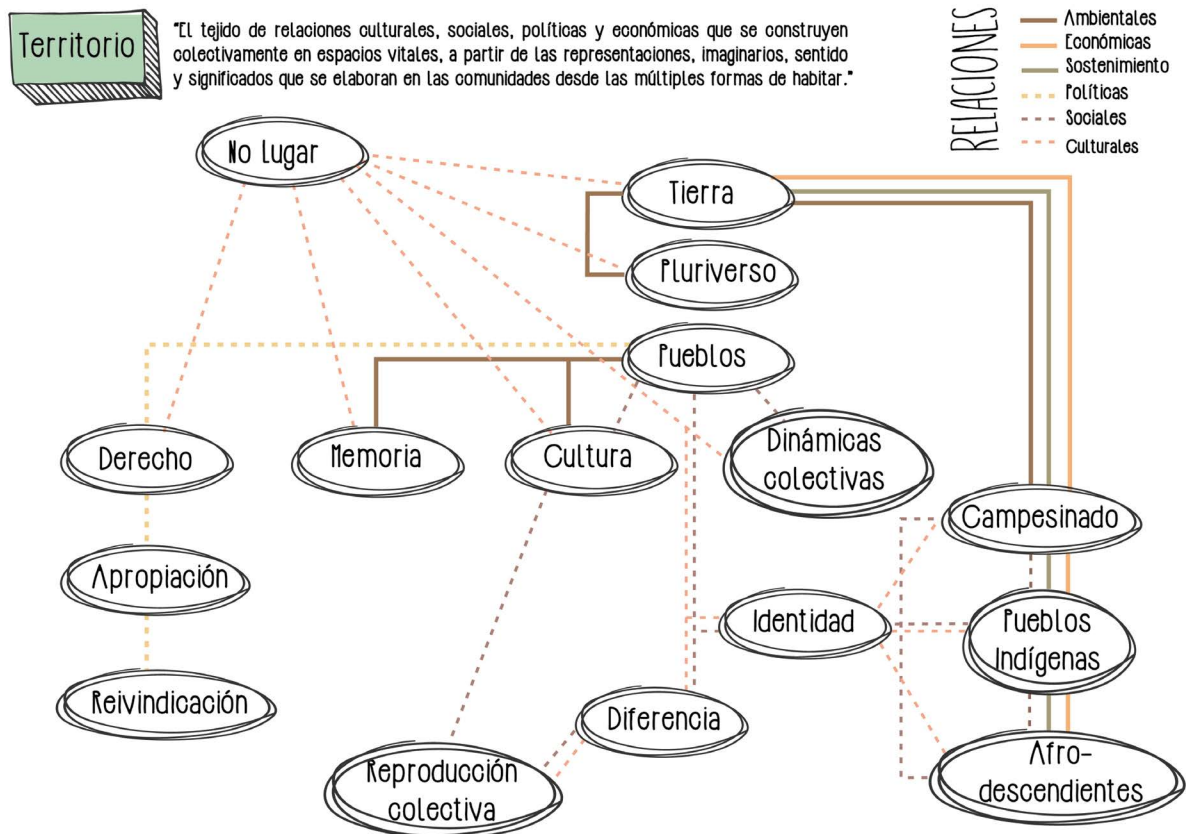 Territorio
"El tejido de relaciones culturales, sociales, políticas y económicas que se construyen
colectivamente en espacios vitales, a partir de las representaciones, imaginarios, sentido
y significados que se elaboran en las comunidades desde las múltiples formas de habitar."
RELACIONES
Ambientales
Económicas
Sostenimiento
Políticas
Sociales
Culturales
No Lugar
Tierra
Pluriverso
Pueblos
Derecho
Memoria
Cultura
Dinámicas
colectivas
Campesinado
Apropiación
Identidad
Pueblos
Indígenas
Reivindicación
Diferencia
Reproducción
colectiva
Afro-
descendientes